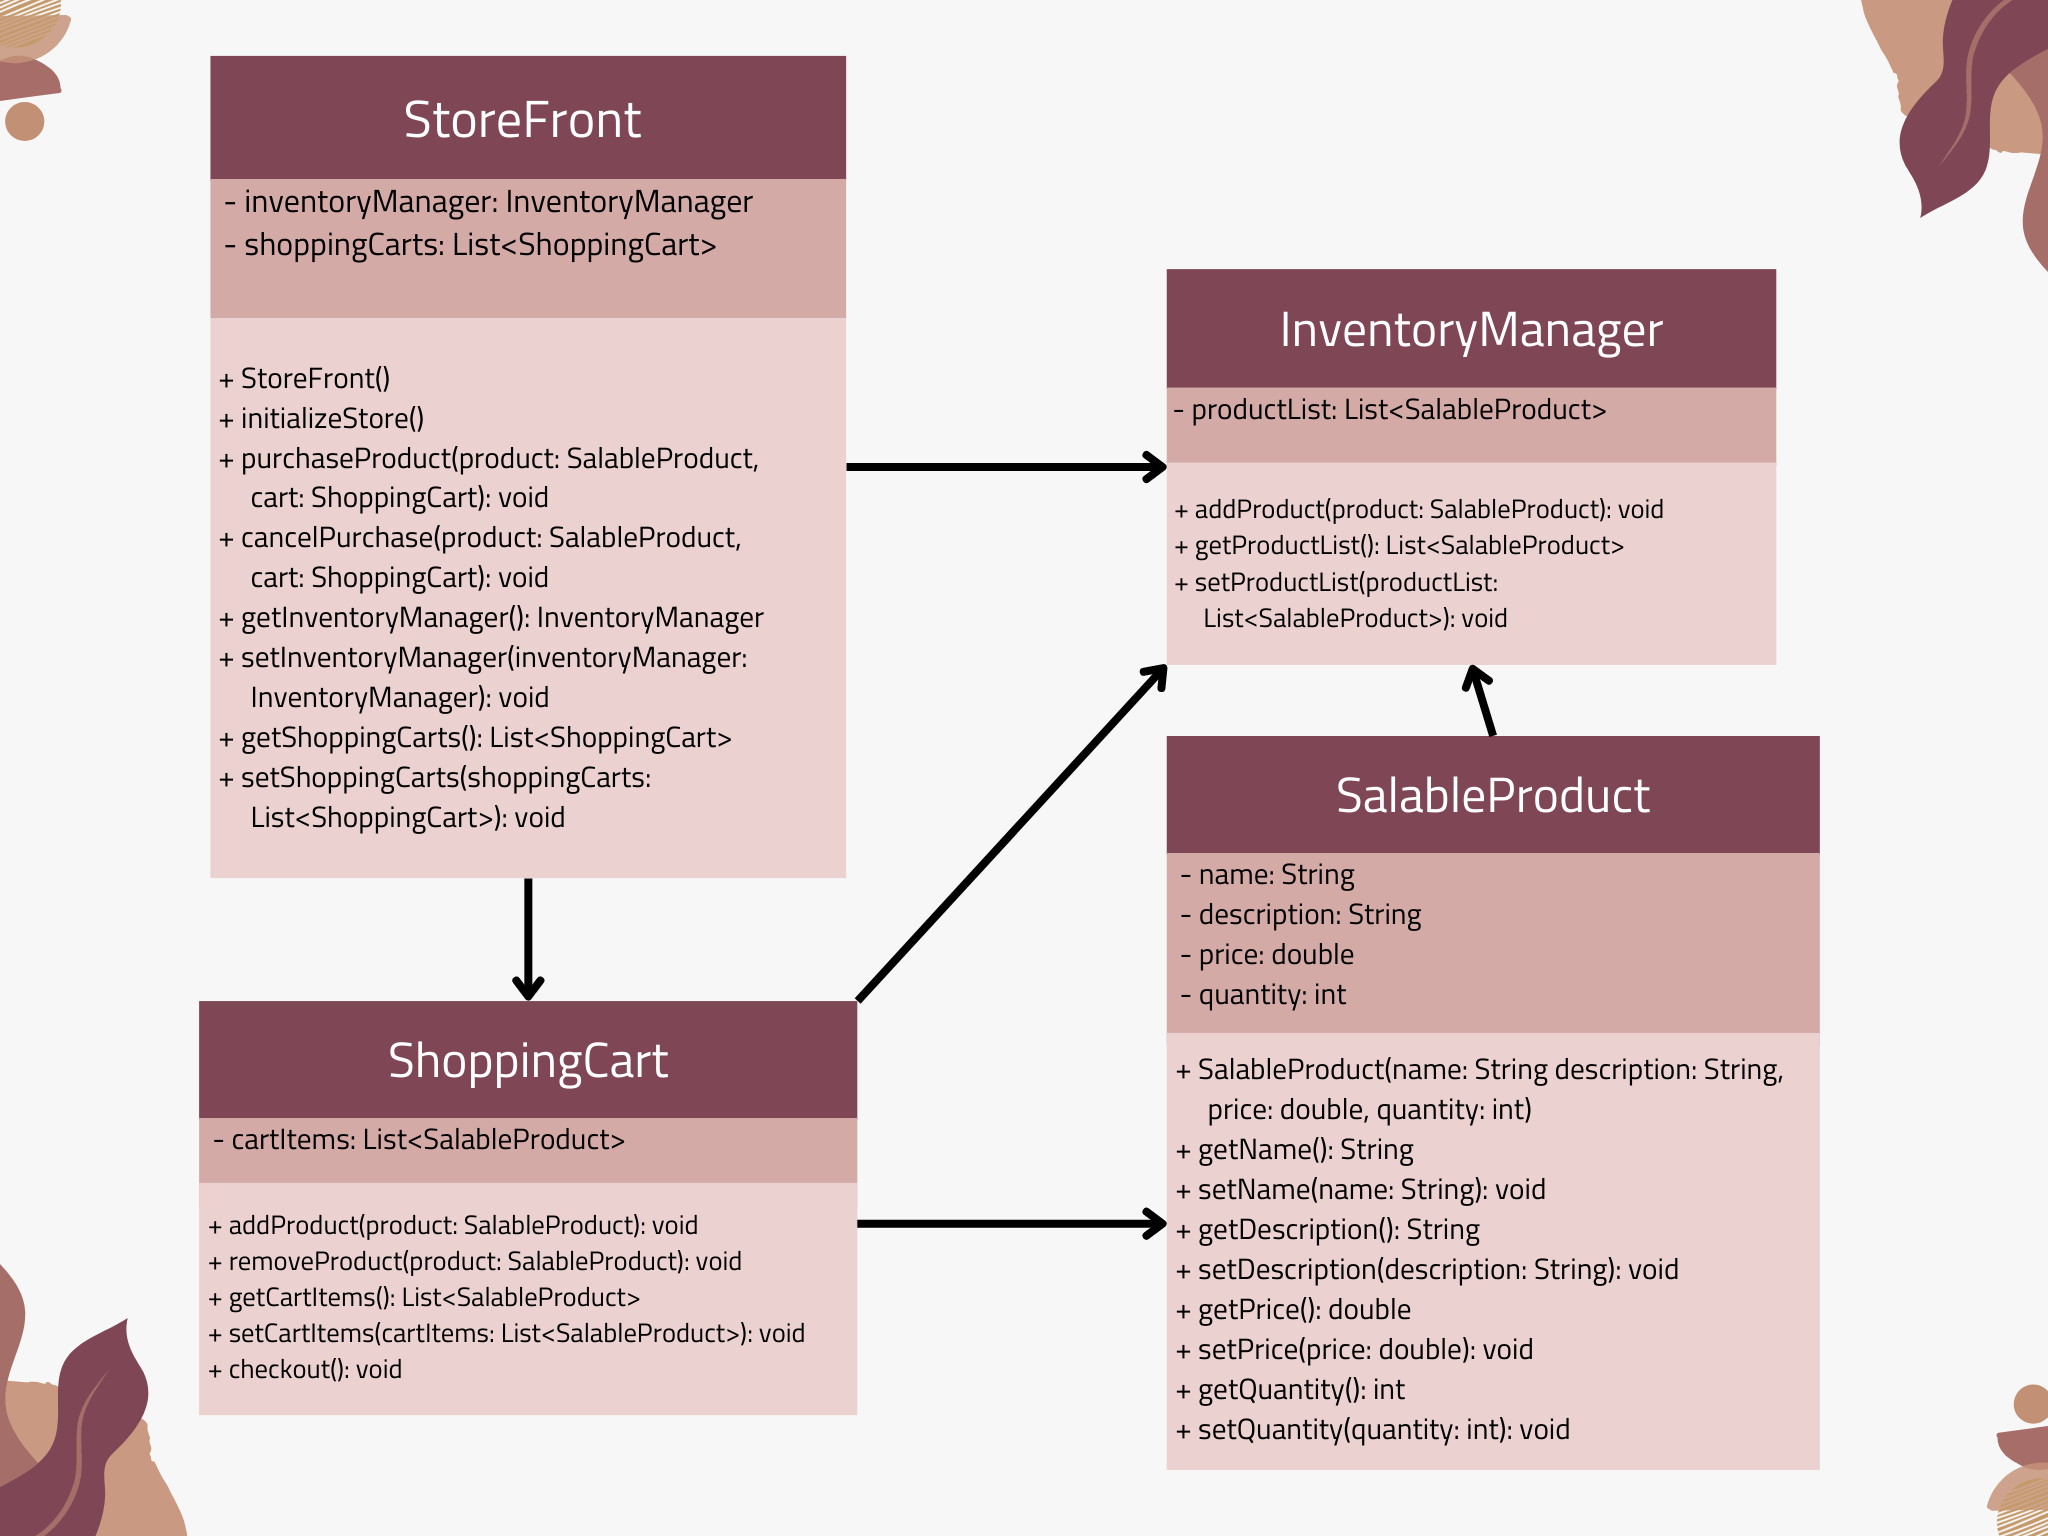 StoreFront
- inventoryManager: InventoryManager
- shoppingCarts: List<ShoppingCart>
+ StoreFront()
+ initializeStore()
+ purchaseProduct(product: SalableProduct,
cart: ShoppingCart): void
+ cancelPurchase(product: SalableProduct,
cart: ShoppingCart): void
+ getInventoryManager(): InventoryManager
+ setInventoryManager(inventoryManager:
InventoryManager): void
+ getShoppingCarts(): List<ShoppingCart>
+ setShoppingCarts(shoppingCarts:
List<ShoppingCart>): void
InventoryManager
- productList: List<SalableProduct>
+ addProduct(product: SalableProduct): void
+ getProductList(): List<SalableProduct>
+ setProductList(productList:
List<SalableProduct>): void
ShoppingCart
- cartItems: List<SalableProduct>
+ addProduct(product: SalableProduct): void
+ removeProduct(product: SalableProduct): void
+ getCartItems(): List<SalableProduct>
+ setCartItems(cartItems: List<SalableProduct>): void
+ checkout(): void
SalableProduct
- name: String
- description: String
- price: double
- quantity: int
+ SalableProduct(name: String description: String,
price: double, quantity: int)
+ getName(): String
+ setName(name: String): void
+ getDescription(): String
+ setDescription(description: String): void
+ getPrice(): double
+ setPrice(price: double): void
+ getQuantity(): int
+ setQuantity(quantity: int): void